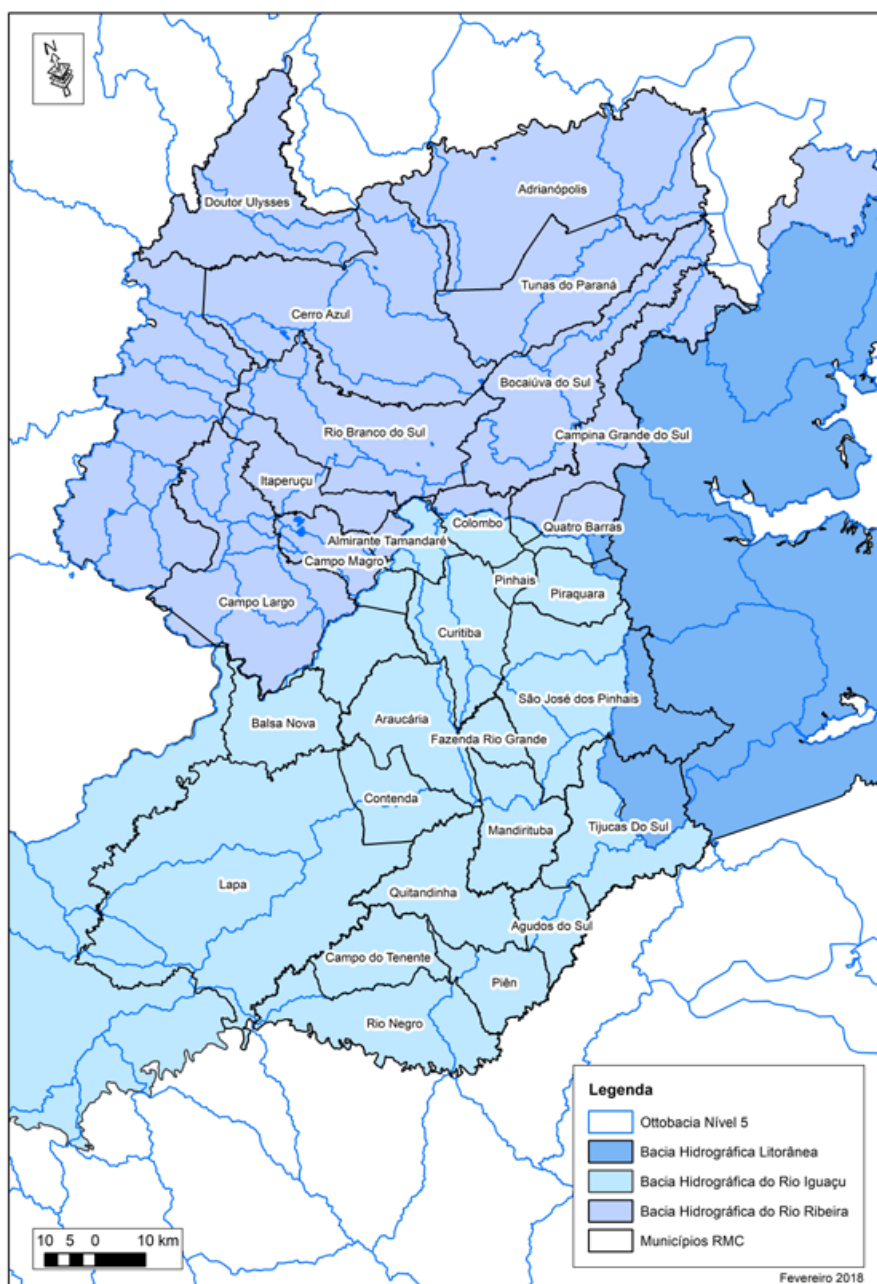 N
Doutor Ulysses
Adrianópolis
Tunas do Paraná
Cerro Azul
Bocaiúva do Sul
Rio Branco do Sul
Campina Grande do Sul
Itaperuçu
Colombo
Quatro Barras
Almirante Tamandaré
Campo Magro
Pinhais
Piraquara
Campo Largo
Curitiba
São José dos Pinhais
Balsa Nova
Araucária
Fazenda Rio Grande
Contenda
Mandirituba
Tijucas Do Sul
Lapa
Quitandinha
Agudos do Sul
Campo do Tenente
Piên
Rio Negro
Legenda
Ottobacia Nível 5
Bacia Hidrográfica Litorânea
Bacia Hidrográfica do Rio Iguaçu
Bacia Hidrográfica do Rio Ribeira
Municípios RMC
10 5 0 10 km
Fevereiro 2018